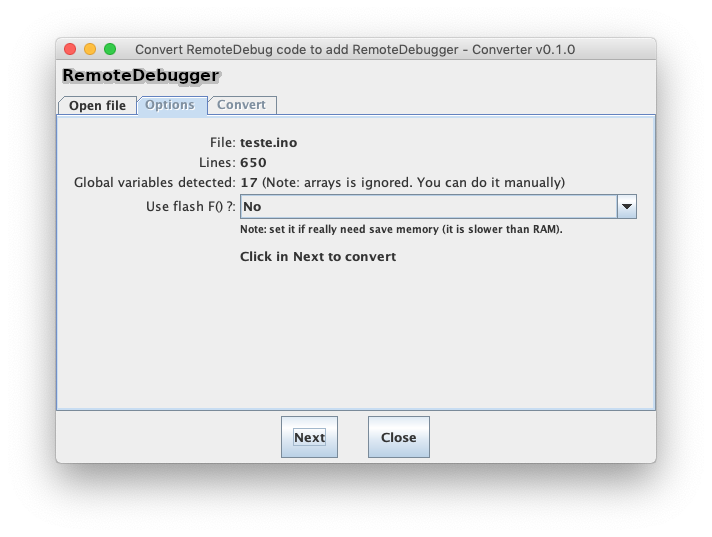 Convert RemoteDebug code to add RemoteDebugger - Converter v0.1.0
RemoteDebugger
Open file Options Convert
File: teste.ino
Lines: 650
Global variables detected: 17 (Note: arrays is ignored. You can do it manually)
Use flash F() ?: No
Note: set it if really need save memory (it is slower than RAM).
Click in Next to convert
Next Close